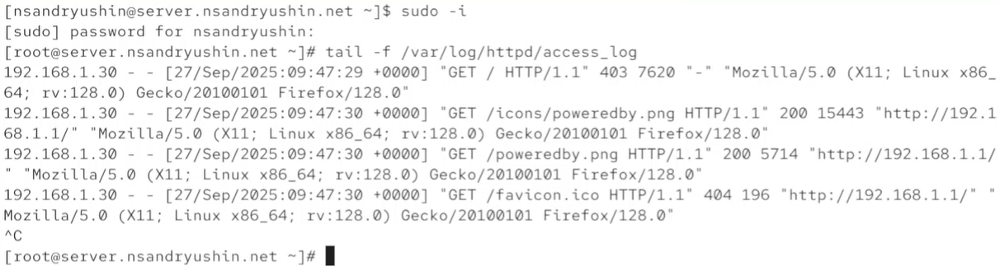 [nsandryushin@server.nsandryushin.net ~]$ sudo -i
[sudo] password for nsandryushin:
[root@server.nsandryushin.net ~]# tail -f /var/log/httpd/access_log
192.168.1.30 - - [27/Sep/2025:09:47:29 +0000] "GET / HTTP/1.1" 403 7620 "-" "Mozilla/5.0 (X11; Linux x86_
64; rv:128.0) Gecko/20100101 Firefox/128.0"
192.168.1.30 - - [27/Sep/2025:09:47:30 +0000] "GET /icons/poweredby.png HTTP/1.1" 200 15443 "http://192.1
68.1.1/" "Mozilla/5.0 (X11; Linux x86_64; rv:128.0) Gecko/20100101 Firefox/128.0"
192.168.1.30 - - [27/Sep/2025:09:47:30 +0000] "GET /poweredby.png HTTP/1.1" 200 5714 "http://192.168.1.1/
" "Mozilla/5.0 (X11; Linux x86_64; rv:128.0) Gecko/20100101 Firefox/128.0"
192.168.1.30 - - [27/Sep/2025:09:47:30 +0000] "GET /favicon.ico HTTP/1.1" 404 196 "http://192.168.1.1/" "
Mozilla/5.0 (X11; Linux x86_64; rv:128.0) Gecko/20100101 Firefox/128.0"
^C
[root@server.nsandryushin.net ~]#